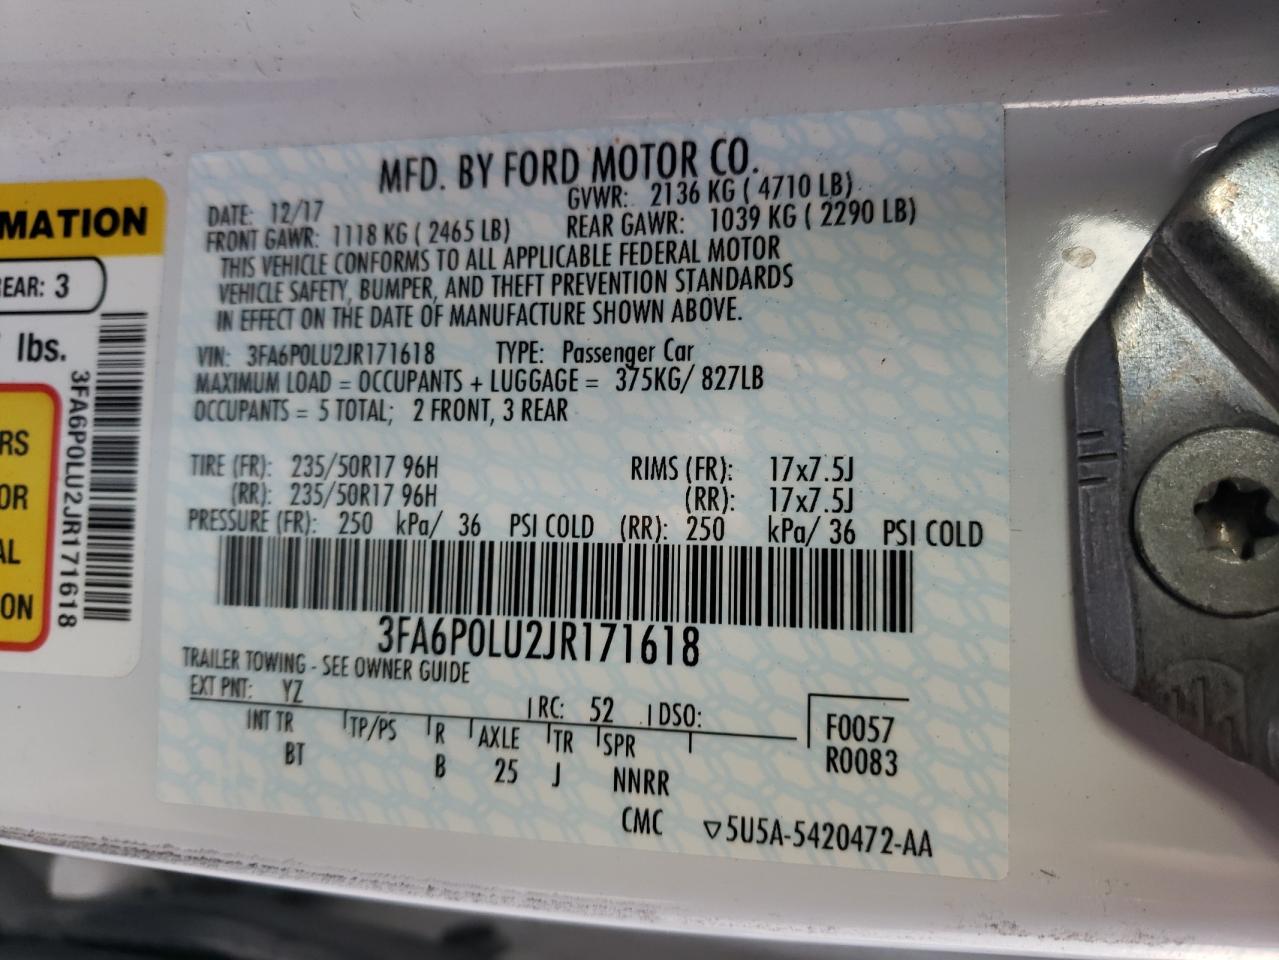 MFD. BY FORD MOTOR CO.
DATE: 12/17 GVWR: 2136 KG ( 4710 LB)
FRONT GAWR: 1118 KG ( 2465 LB) REAR GAWR: 1039 KG ( 2290 LB)
THIS VEHICLE CONFORMS TO ALL APPLICABLE FEDERAL MOTOR
VEHICLE SAFETY, BUMPER, AND THEFT PREVENTION STANDARDS
IN EFFECT ON THE DATE OF MANUFACTURE SHOWN ABOVE.
VIN: 3FA6P0LU2JR171618 TYPE: Passenger Car
MAXIMUM LOAD = OCCUPANTS + LUGGAGE = 375KG/ 827LB
OCCUPANTS = 5 TOTAL; 2 FRONT, 3 REAR
TIRE (FR): 235/50R17 96H RIMS (FR): 17x7.5J
(RR): 235/50R17 96H (RR): 17x7.5J
PRESSURE (FR): 250 kPa/ 36 PSI COLD (RR): 250 kPa/ 36 PSI COLD
3FA6P0LU2JR171618
TRAILER TOWING - SEE OWNER GUIDE
EXT PNT: YZ RC: 52 DSO:
INT TR TP/PS R AXLE TR SPR
BT B 25 J NNRR
F0057
R0083
CMC ▽5U5A-5420472-AA
MATION
EAR: 3
lbs.
RS
OR
AL
ON
3FA6P0LU2JR171618